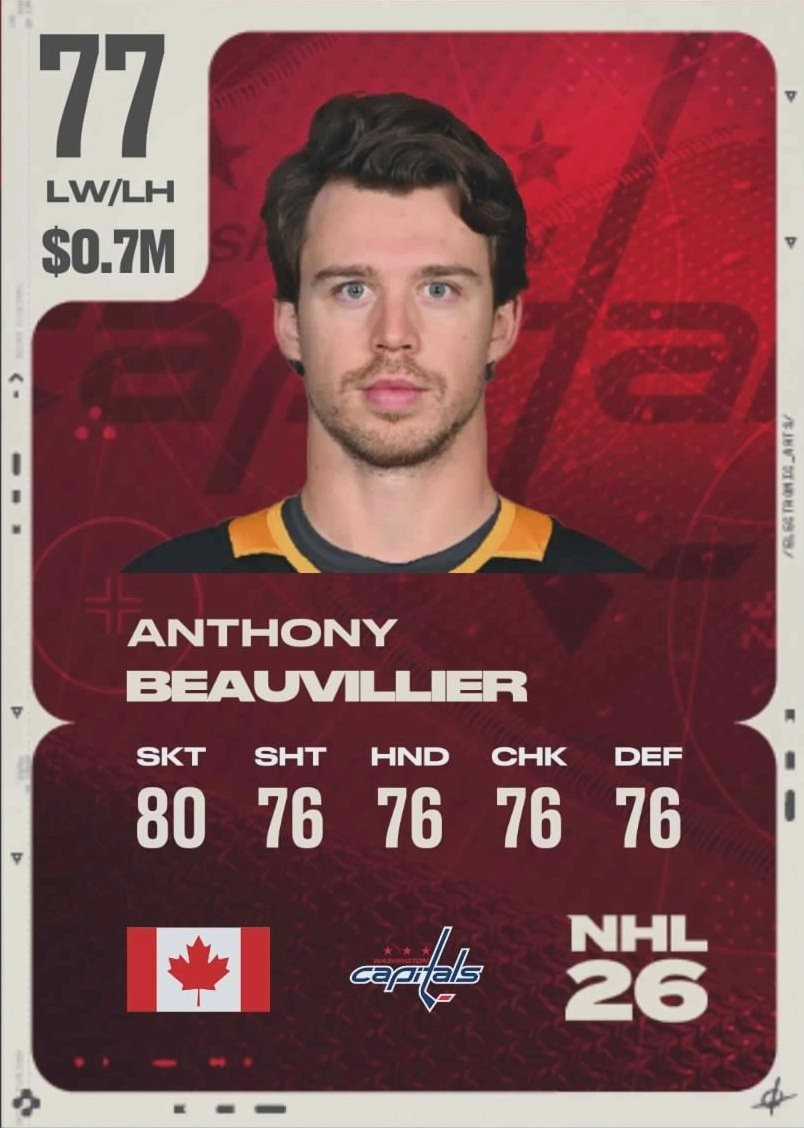 77
LW/LH
$0.7M
ANTHONY
BEAUVILLIER
SKT SHT HND CHK DEF
80 76 76 76 76
WASHINGTON
capitals
NHL
26